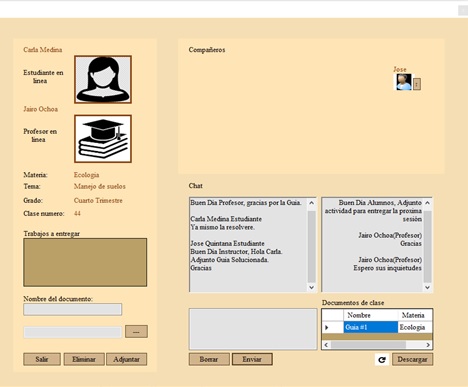 Carla Medina
Estudiante en
linea
Jairo Ochoa
Profesor en
linea
Materia: Ecologia
Tema: Manejo de suelos
Grado: Cuarto Trimestre
Clase numero: 44
Trabajos a entregar
Nombre del documento:
...
Salir Eliminar Adjuntar
Compañeros
Jose
Chat
Buen Dia Profesor, gracias por la Guia.
Carla Medina Estudiante
Ya mismo la resolvere.
Jose Quintana Estudiante
Buen Dia Instructor, Hola Carla.
Adjunto Guia Solucionada.
Gracias
Buen Dia Alumnos, Adjunto
actividad para entregar la proxima
sesión
Jairo Ochoa(Profesor)
Gracias
Jairo Ochoa(Profesor)
Espero sus inquietudes
Documentos de clase
Nombre Materia
Guia #1 Ecologia
Borrar Enviar
Descargar